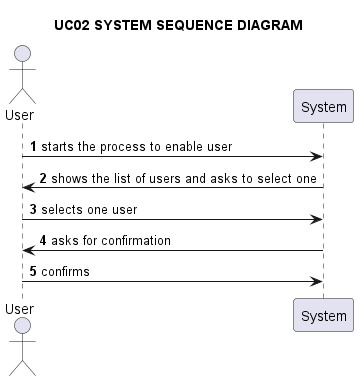 UC02 SYSTEM SEQUENCE DIAGRAM
User
System
1 starts the process to enable user
2 shows the list of users and asks to select one
3 selects one user
4 asks for confirmation
5 confirms
User
System